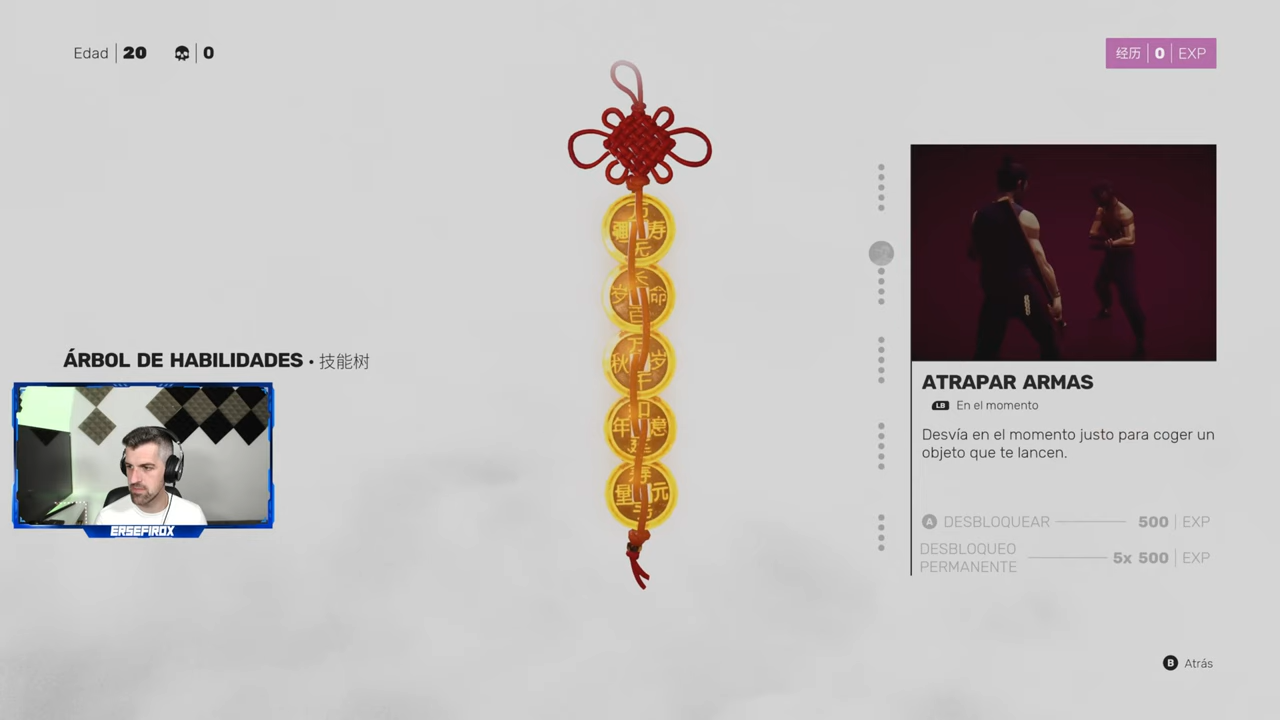 Edad 20 0
经历 0 EXP
ÁRBOL DE HABILIDADES • 技能树
ERSEFIROX
ATRAPAR ARMAS
LB En el momento
Desvía en el momento justo para coger un
objeto que te lancen.
A DESBLOQUEAR 500 EXP
DESBLOQUEO
PERMANENTE 5x 500 EXP
B Atrás